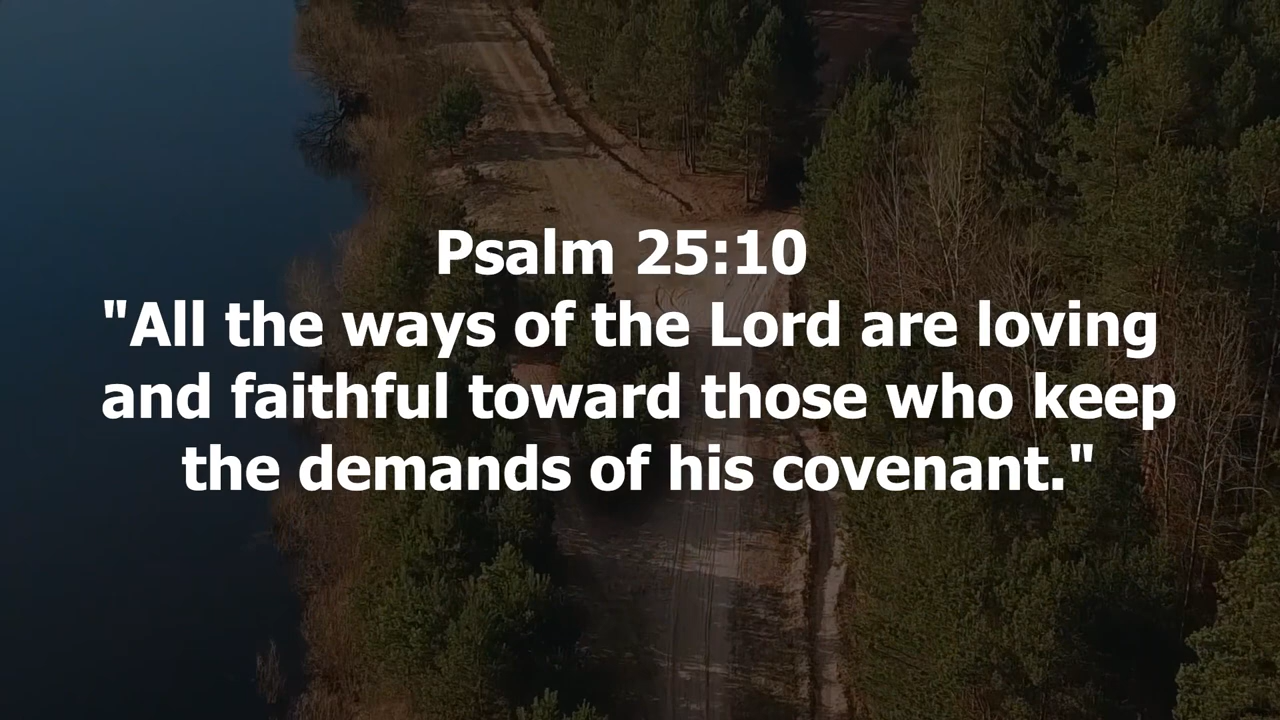 Psalm 25:10
"All the ways of the Lord are loving
and faithful toward those who keep
the demands of his covenant."